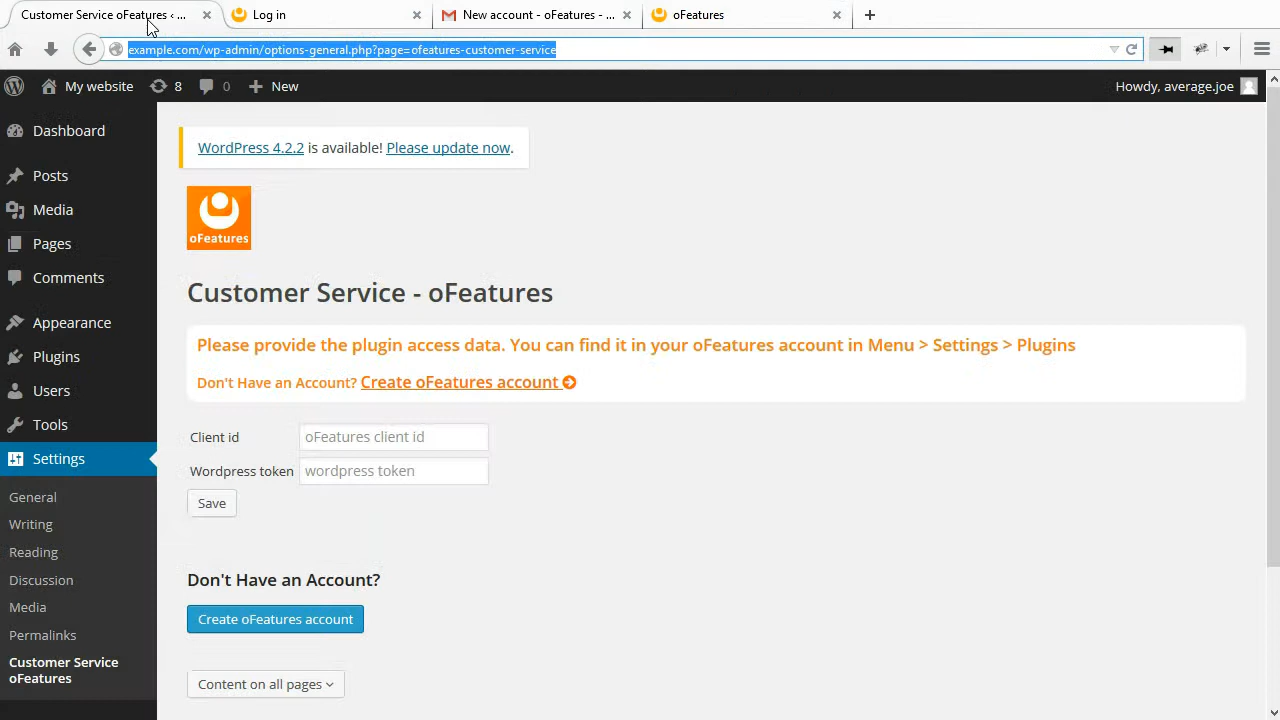 Customer Service oFeatures ‹ ...
Log in
New account - oFeatures - ...
oFeatures
example.com/wp-admin/options-general.php?page=ofeatures-customer-service
My website
8
0
New
Howdy, average.joe
Dashboard
Posts
Media
Pages
Comments
Appearance
Plugins
Users
Tools
Settings
General
Writing
Reading
Discussion
Media
Permalinks
Customer Service
oFeatures
WordPress 4.2.2 is available! Please update now.
oFeatures
Customer Service - oFeatures
Please provide the plugin access data. You can find it in your oFeatures account in Menu > Settings > Plugins
Don't Have an Account? Create oFeatures account
Client id
oFeatures client id
Wordpress token
wordpress token
Save
Don't Have an Account?
Create oFeatures account
Content on all pages